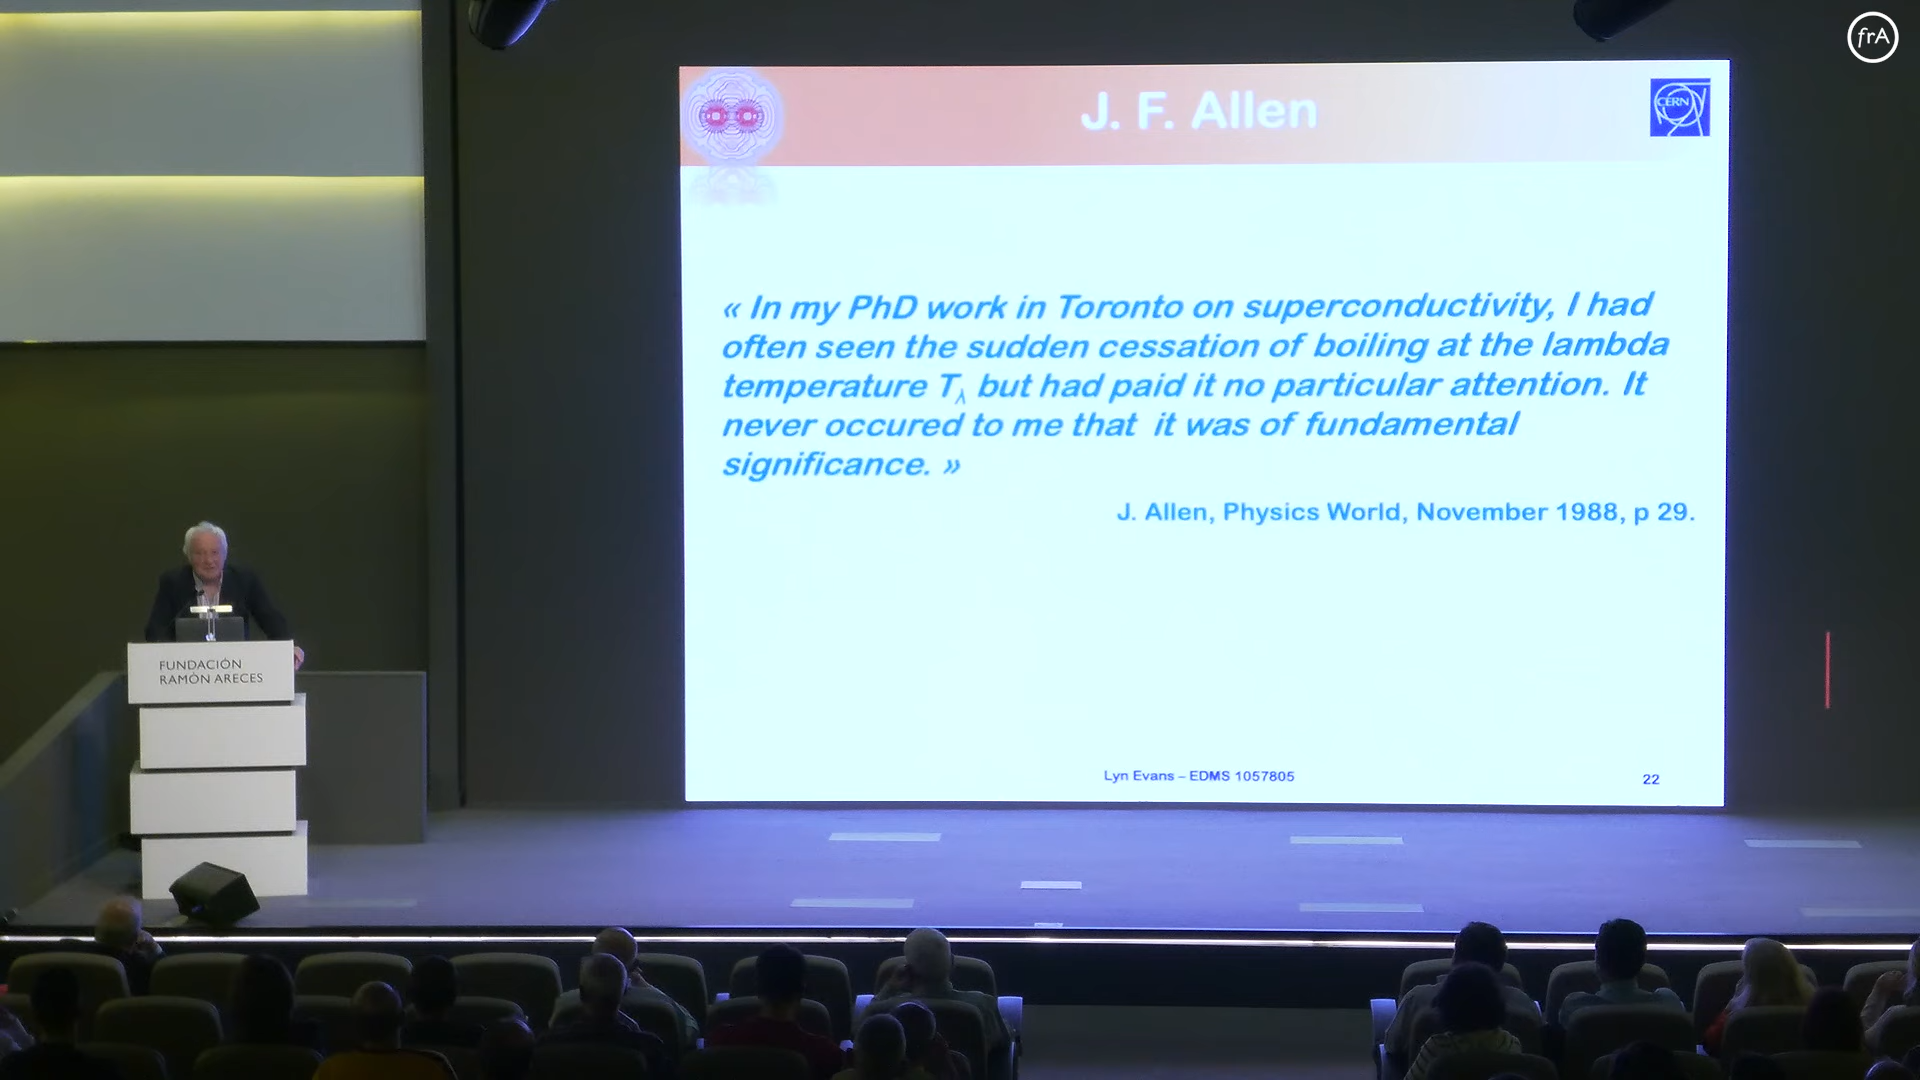 frA
J. F. Allen
CERN
« In my PhD work in Toronto on superconductivity, I had
often seen the sudden cessation of boiling at the lambda
temperature Tλ but had paid it no particular attention. It
never occured to me that it was of fundamental
significance. »
J. Allen, Physics World, November 1988, p 29.
FUNDACIÓN
RAMÓN ARECES
Lyn Evans – EDMS 1057805
22